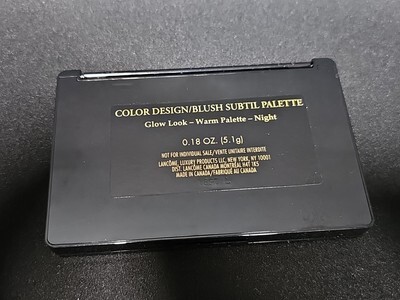 COLOR DESIGN/BLUSH SUBTIL PALETTE
Glow Look – Warm Palette – Night
0.18 OZ. (5.1g)
NOT FOR INDIVIDUAL SALE/VENTE UNITAIRE INTERDITE
LANCÔME, LUXURY PRODUCTS LLC, NEW YORK, NY 10001
DIST. LANCÔME CANADA MONTRÉAL H4T 1K5
MADE IN CANADA/FABRIQUÉ AU CANADA